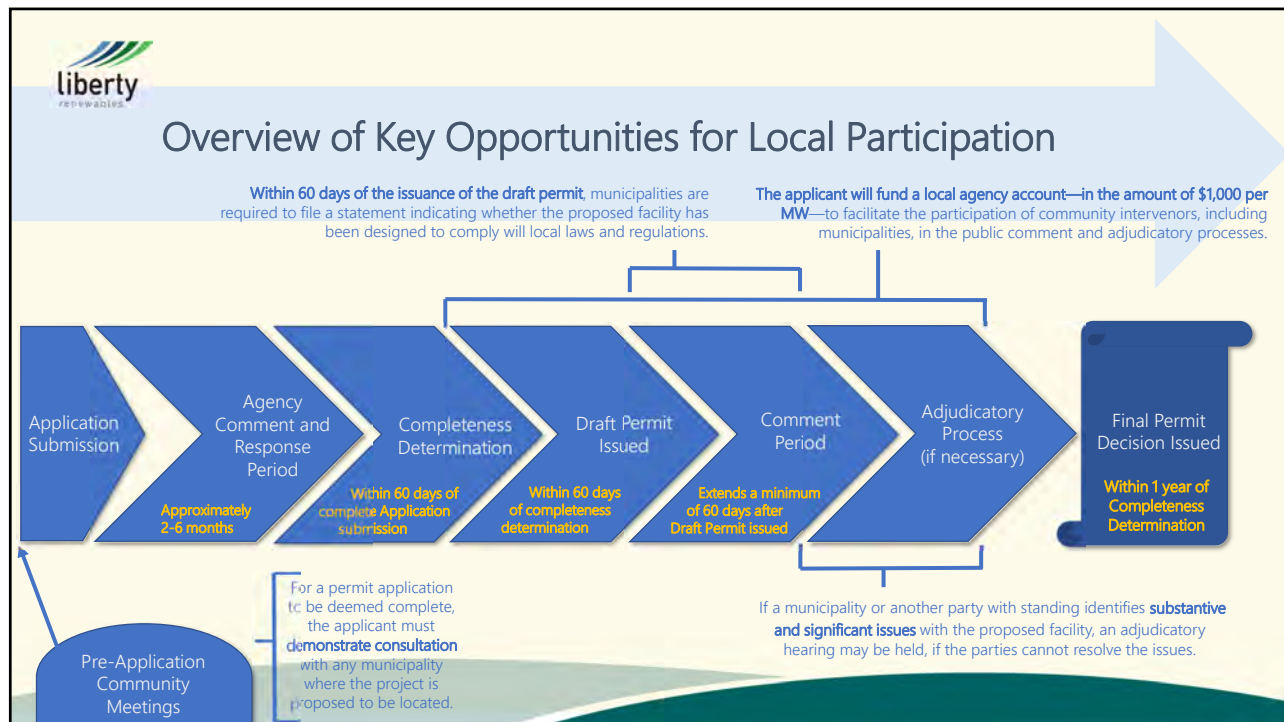 liberty
renewables
Overview of Key Opportunities for Local Participation
Within 60 days of the issuance of the draft permit, municipalities are
required to file a statement indicating whether the proposed facility has
been designed to comply will local laws and regulations.
The applicant will fund a local agency account—in the amount of $1,000 per
MW—to facilitate the participation of community intervenors, including
municipalities, in the public comment and adjudicatory processes.
Application
Submission
Agency
Comment and
Response
Period
Approximately
2-6 months
Completeness
Determination
Within 60 days of
complete Application
submission
Draft Permit
Issued
Within 60 days
of completeness
determination
Comment
Period
Extends a minimum
of 60 days after
Draft Permit issued
Adjudicatory
Process
(if necessary)
Final Permit
Decision Issued
Within 1 year of
Completeness
Determination
Pre-Application
Community
Meetings
For a permit application
to be deemed complete,
the applicant must
demonstrate consultation
with any municipality
where the project is
proposed to be located.
If a municipality or another party with standing identifies substantive
and significant issues with the proposed facility, an adjudicatory
hearing may be held, if the parties cannot resolve the issues.